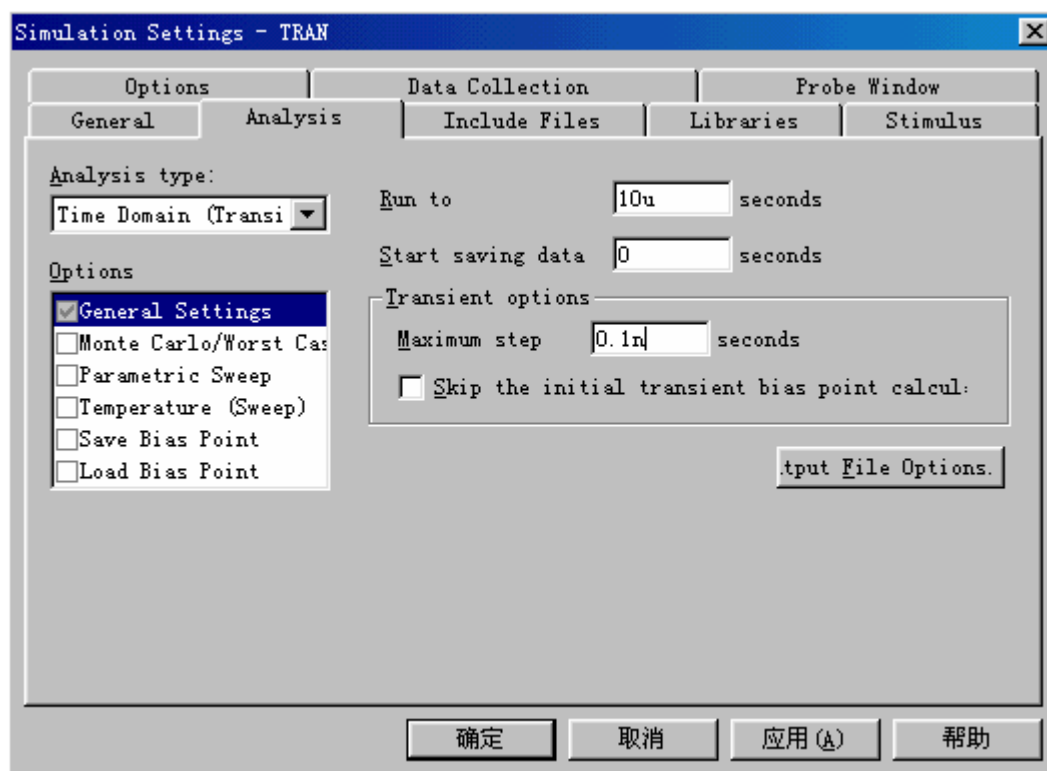 Simulation Settings - TRAN
Options Data Collection Probe Window
General Analysis Include Files Libraries Stimulus
Analysis type:
Time Domain (Transi
Run to 10u seconds
Start saving data 0 seconds
Options
General Settings
Monte Carlo/Worst Cas
Parametric Sweep
Temperature (Sweep)
Save Bias Point
Load Bias Point
Transient options
Maximum step 0.1n seconds
Skip the initial transient bias point calcul
.tput File Options.
确定 取消 应用(A) 帮助